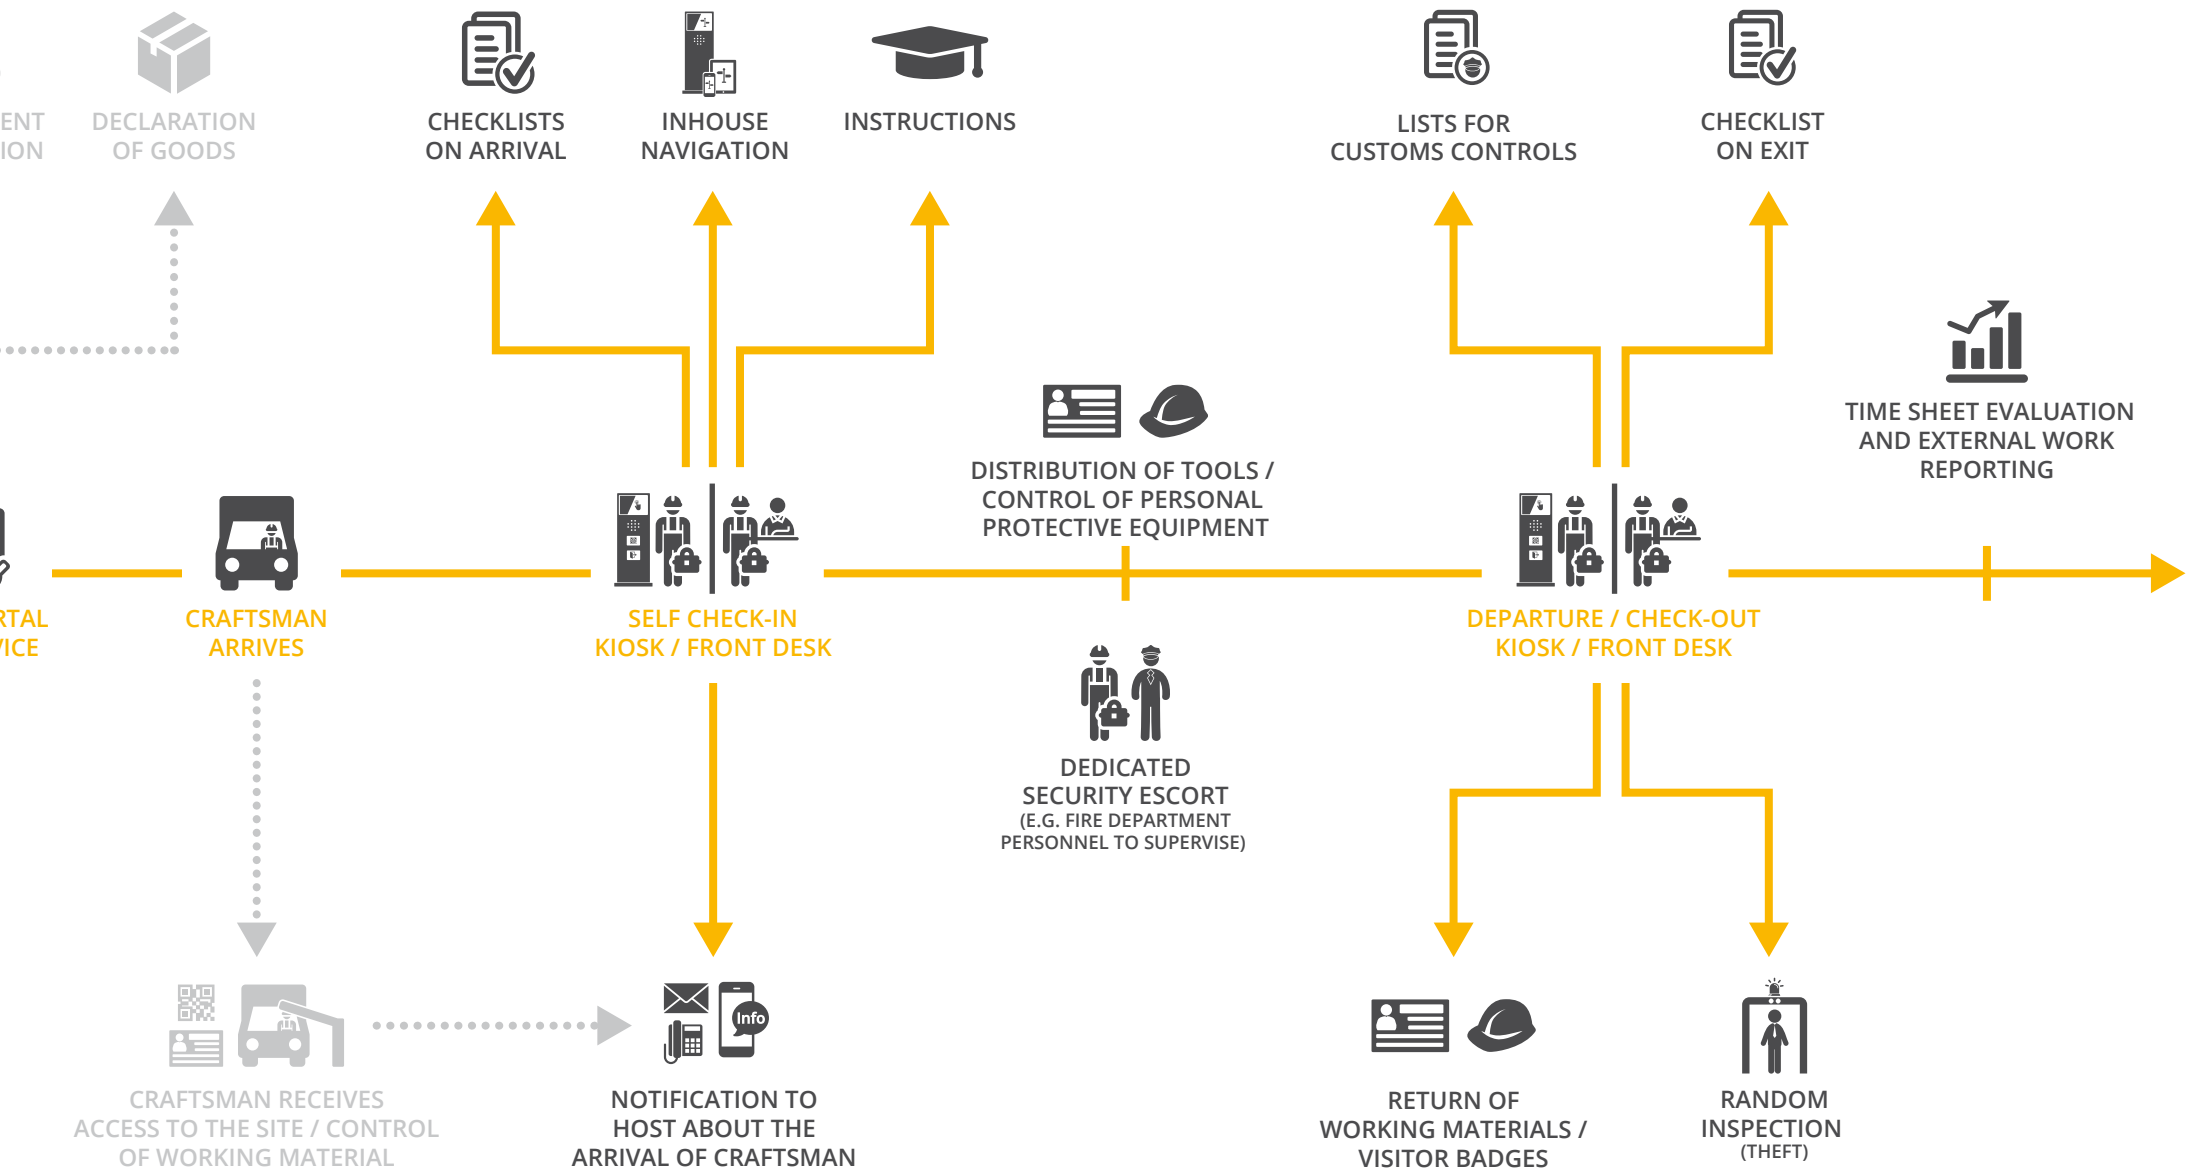 DECLARATION
OF GOODS
CHECKLISTS
ON ARRIVAL
INHOUSE
NAVIGATION
INSTRUCTIONS
LISTS FOR
CUSTOMS CONTROLS
CHECKLIST
ON EXIT
TIME SHEET EVALUATION
AND EXTERNAL WORK
REPORTING
DISTRIBUTION OF TOOLS /
CONTROL OF PERSONAL
PROTECTIVE EQUIPMENT
CRAFTSMAN
ARRIVES
SELF CHECK-IN
KIOSK / FRONT DESK
DEPARTURE / CHECK-OUT
KIOSK / FRONT DESK
DEDICATED
SECURITY ESCORT
(E.G. FIRE DEPARTMENT
PERSONNEL TO SUPERVISE)
Info
CRAFTSMAN RECEIVES
ACCESS TO THE SITE / CONTROL
OF WORKING MATERIAL
NOTIFICATION TO
HOST ABOUT THE
ARRIVAL OF CRAFTSMAN
RETURN OF
WORKING MATERIALS /
VISITOR BADGES
RANDOM
INSPECTION
(THEFT)